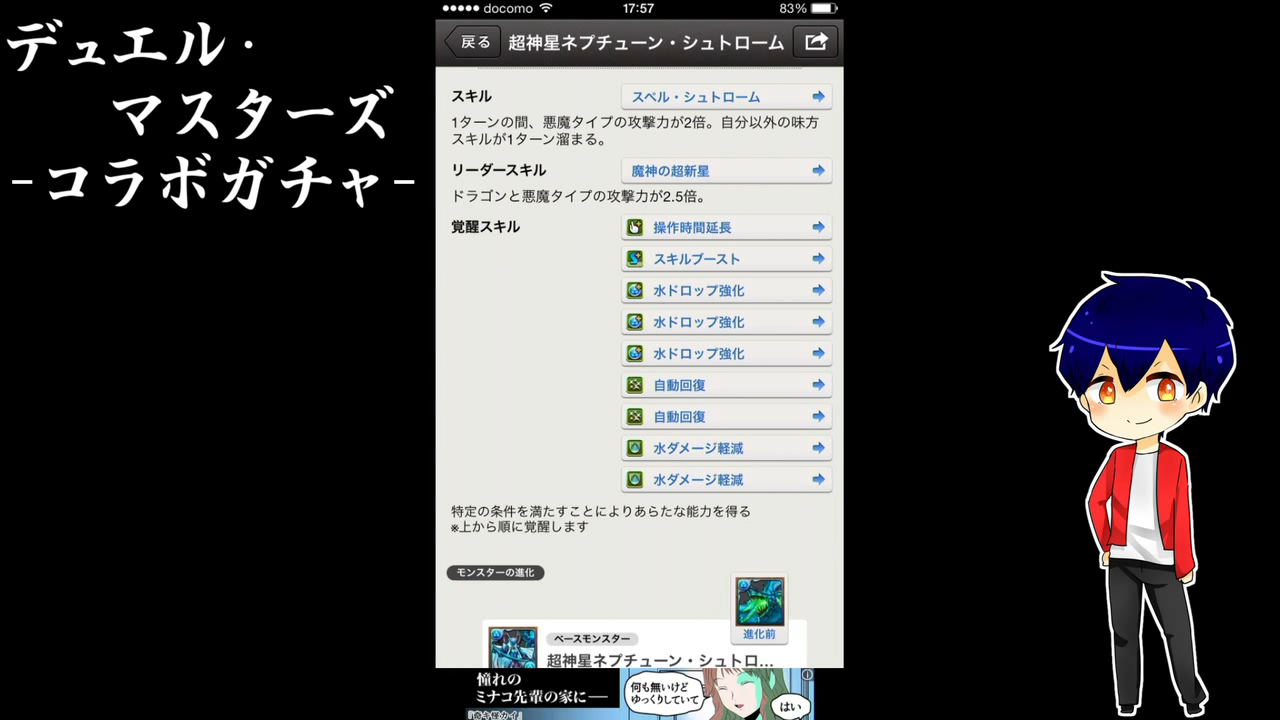 デュエル・
マスターズ
-コラボガチャ-
docomo 17:57 83%
戻る 超神星ネプチューン・シュトローム
スキル スペル・シュトローム
1ターンの間、悪魔タイプの攻撃力が2倍。自分以外の味方
スキルが1ターン溜まる。
リーダースキル 魔神の超新星
ドラゴンと悪魔タイプの攻撃力が2.5倍。
覚醒スキル 操作時間延長
スキルブースト
水ドロップ強化
水ドロップ強化
水ドロップ強化
自動回復
自動回復
水ダメージ軽減
水ダメージ軽減
特定の条件を満たすことによりあらたな能力を得る
※上から順に覚醒します
モンスターの進化
進化前
ベースモンスター
超神星ネプチューン・シュトロ...
憧れの
ミナコ先輩の家に──
何も無いけど
ゆっくりしていて
はい